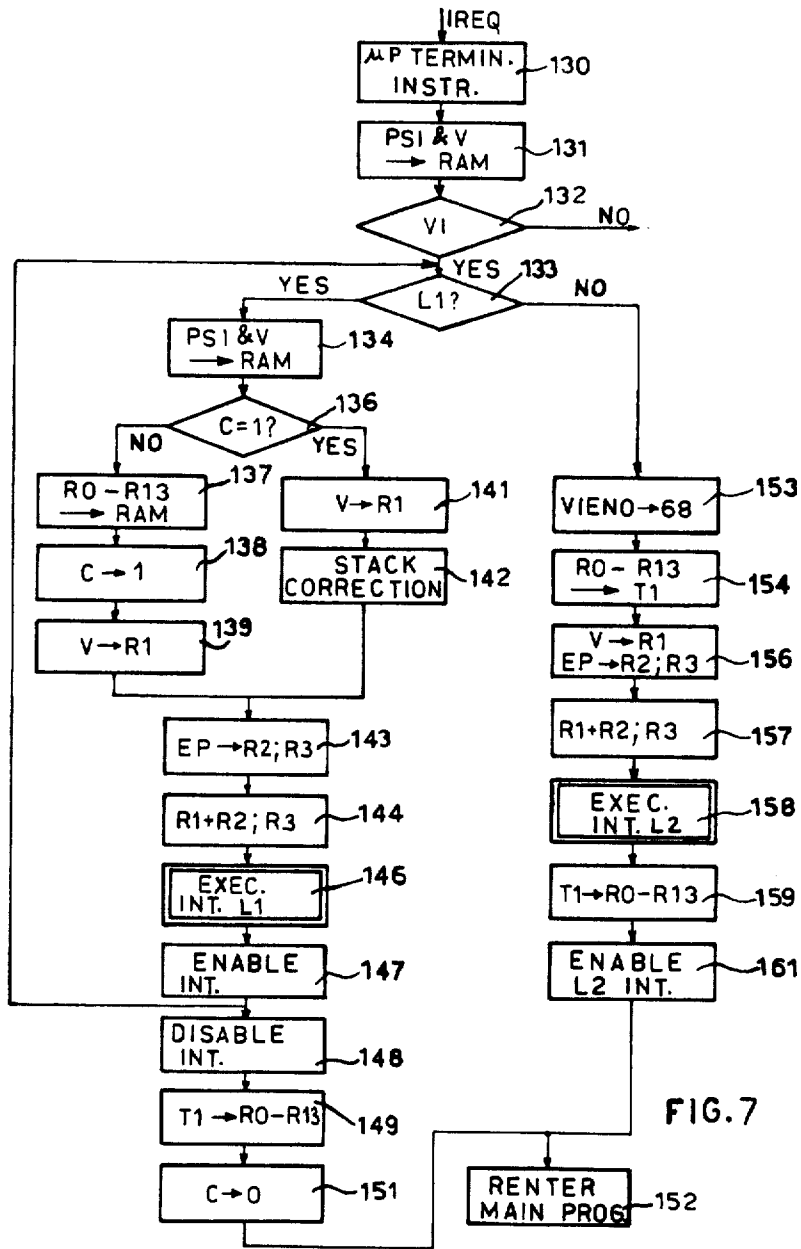 IREQ
μP TERMIN.
INSTR.
130
PSI & V
→ RAM
131
132
VI
NO
YES
133
YES
L1?
NO
PSI & V
→ RAM
134
C=1?
136
NO
YES
R0-R13
→ RAM
137
V→R1
141
VIENO→68
153
C→1
138
STACK
CORRECTION
142
R0-R13
→ T1
154
V→R1
139
V→R1
EP→R2;R3
156
EP→R2;R3
143
R1+R2;R3
157
R1+R2;R3
144
EXEC.
INT. L2
158
EXEC.
INT. L1
146
T1→R0-R13
159
ENABLE
INT.
147
ENABLE
L2 INT.
161
DISABLE
INT.
148
T1→R0-R13
149
FIG.7
C→0
151
RENTER
MAIN PROG
152